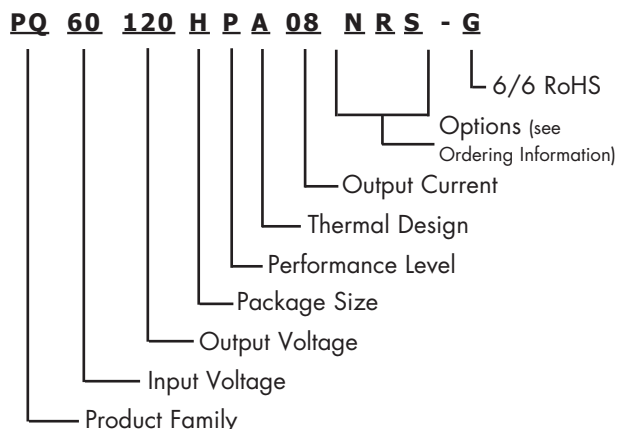 PQ 60 120 H P A 08 N R S - G
6/6 RoHS
Options (see
Ordering Information)
Output Current
Thermal Design
Performance Level
Package Size
Output Voltage
Input Voltage
Product Family